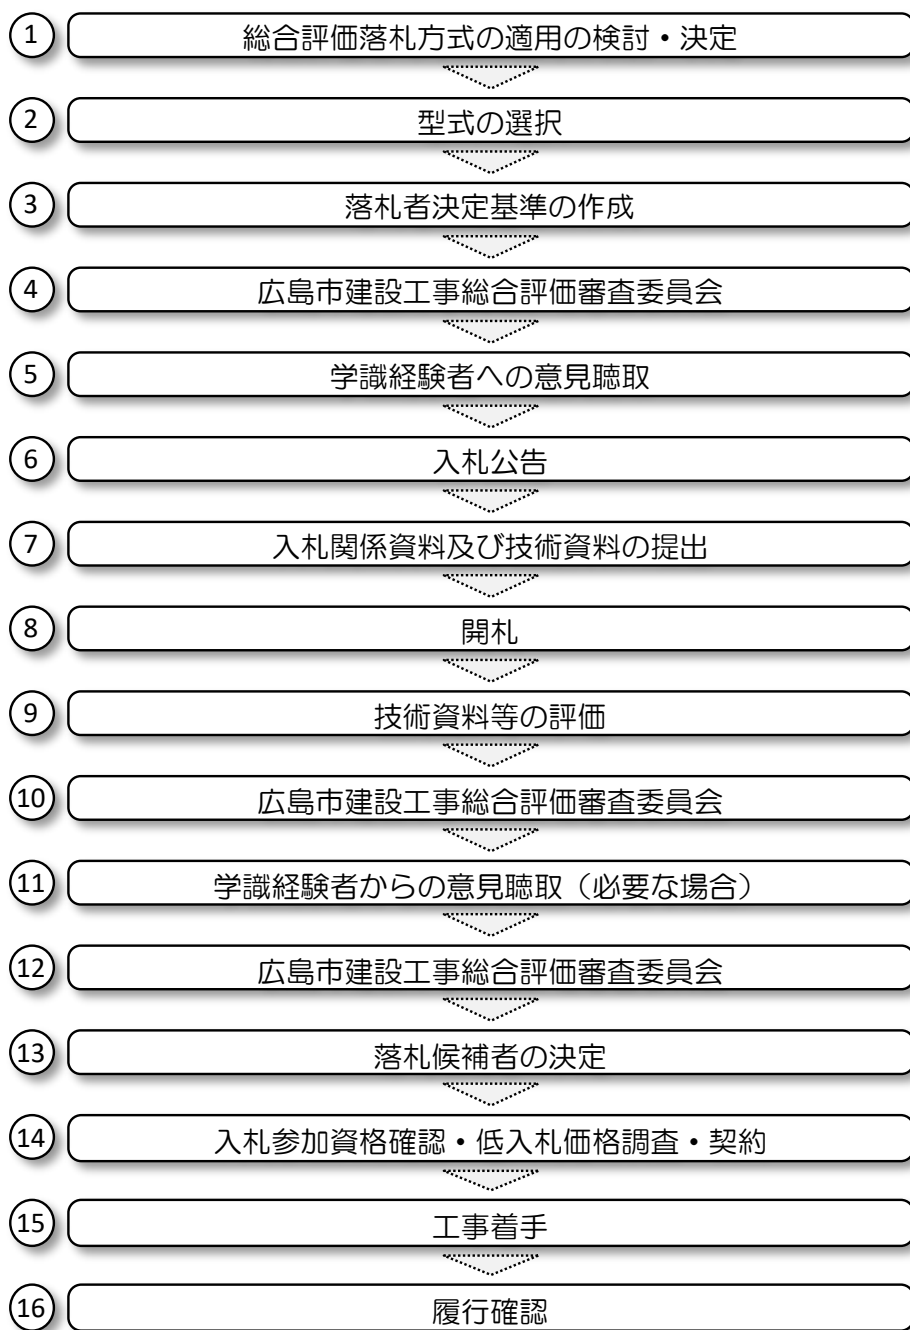 1 総合評価落札方式の適用の検討・決定
2 型式の選択
3 落札者決定基準の作成
4 広島市建設工事総合評価審査委員会
5 学識経験者への意見聴取
6 入札公告
7 入札関係資料及び技術資料の提出
8 開札
9 技術資料等の評価
10 広島市建設工事総合評価審査委員会
11 学識経験者からの意見聴取（必要な場合）
12 広島市建設工事総合評価審査委員会
13 落札候補者の決定
14 入札参加資格確認・低入札価格調査・契約
15 工事着手
16 履行確認